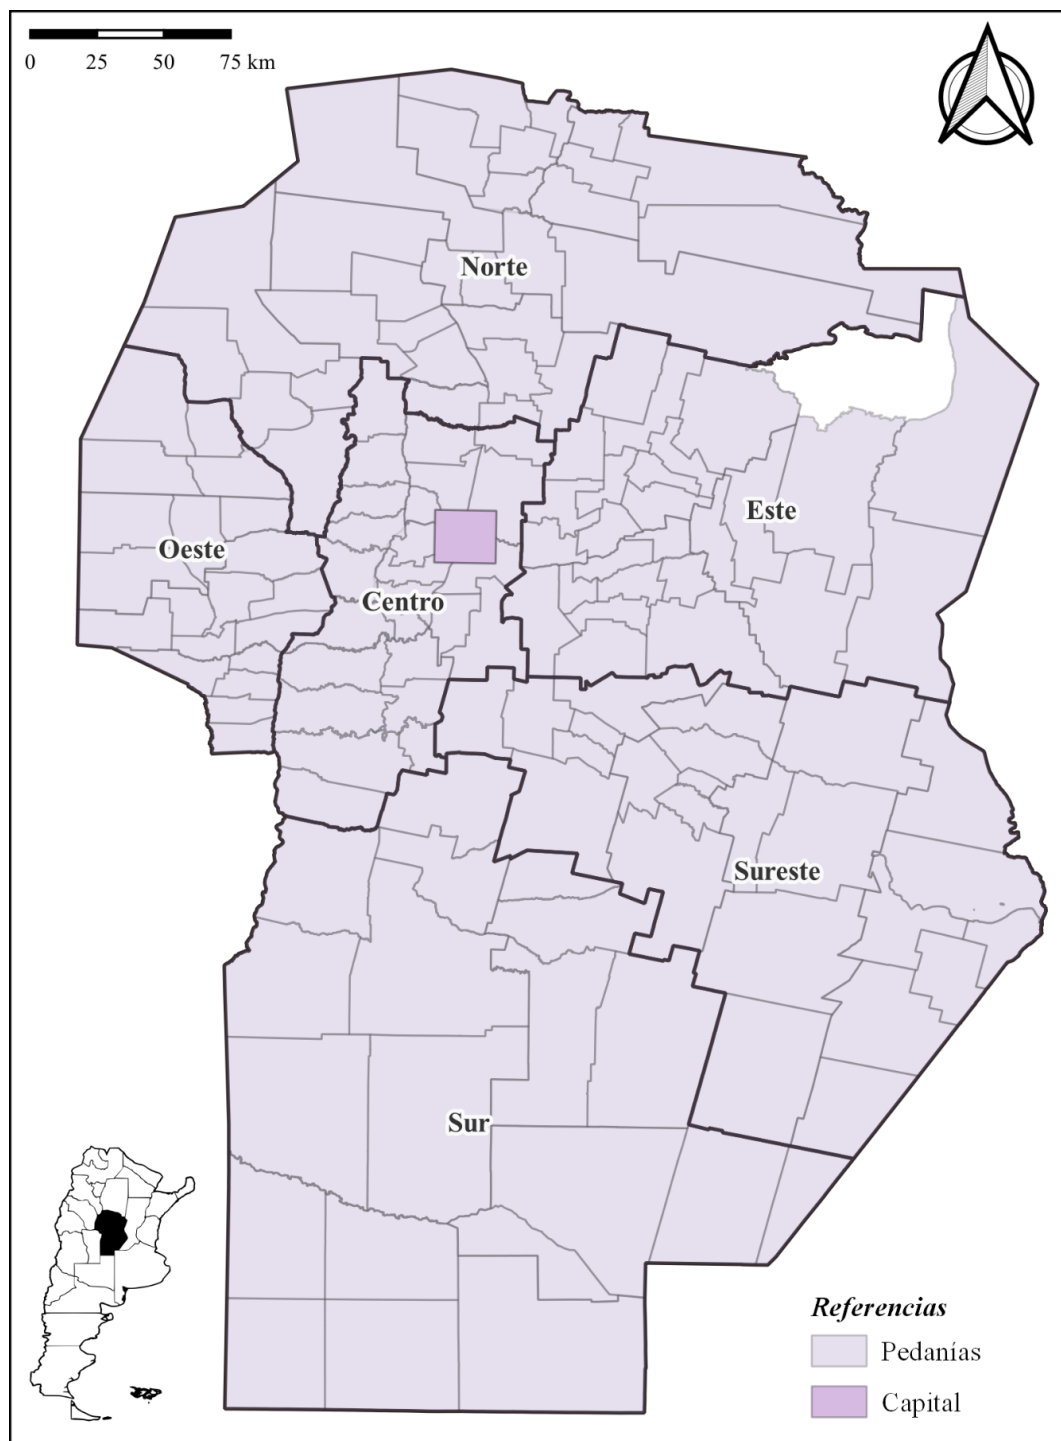 0 25 50 75 km
Norte
Este
Oeste
Centro
Sureste
Sur
Referencias
Pedanías
Capital